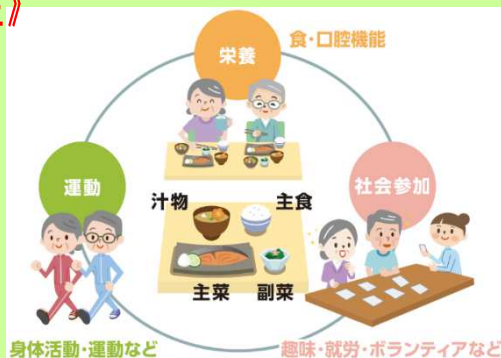 》
栄養
食・口腔機能
運動
社会参加
汁物
主食
主菜
副菜
身体活動・運動など
趣味・就労・ボランティアなど